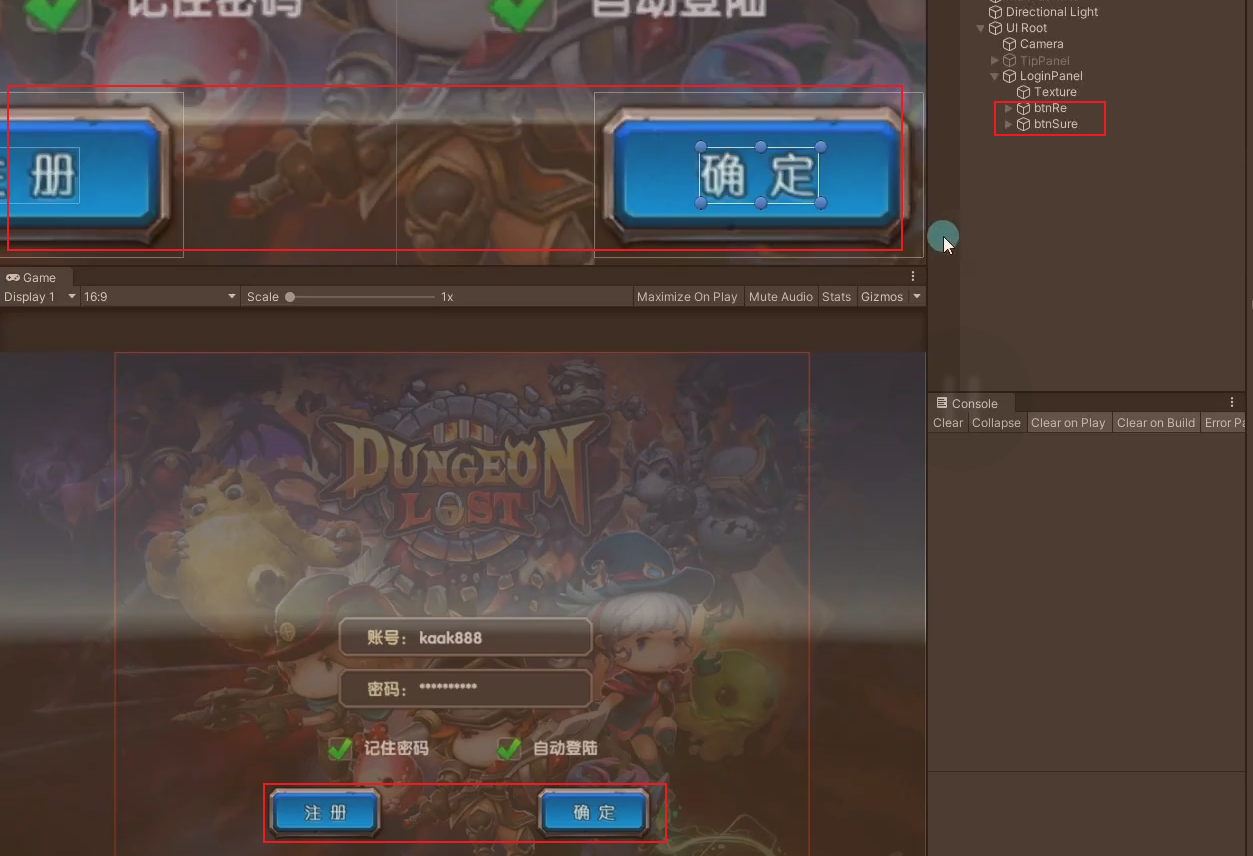 记住密码
自动登陆
册
确 定
Directional Light
UI Root
Camera
TipPanel
LoginPanel
Texture
btnRe
btnSure
Game
Display 1
16:9
Scale
1x
Maximize On Play
Mute Audio
Stats
Gizmos
Console
Clear
Collapse
Clear on Play
Clear on Build
DUNGEON
LOST
账号： kaak888
密码： **********
记住密码
自动登陆
注 册
确 定